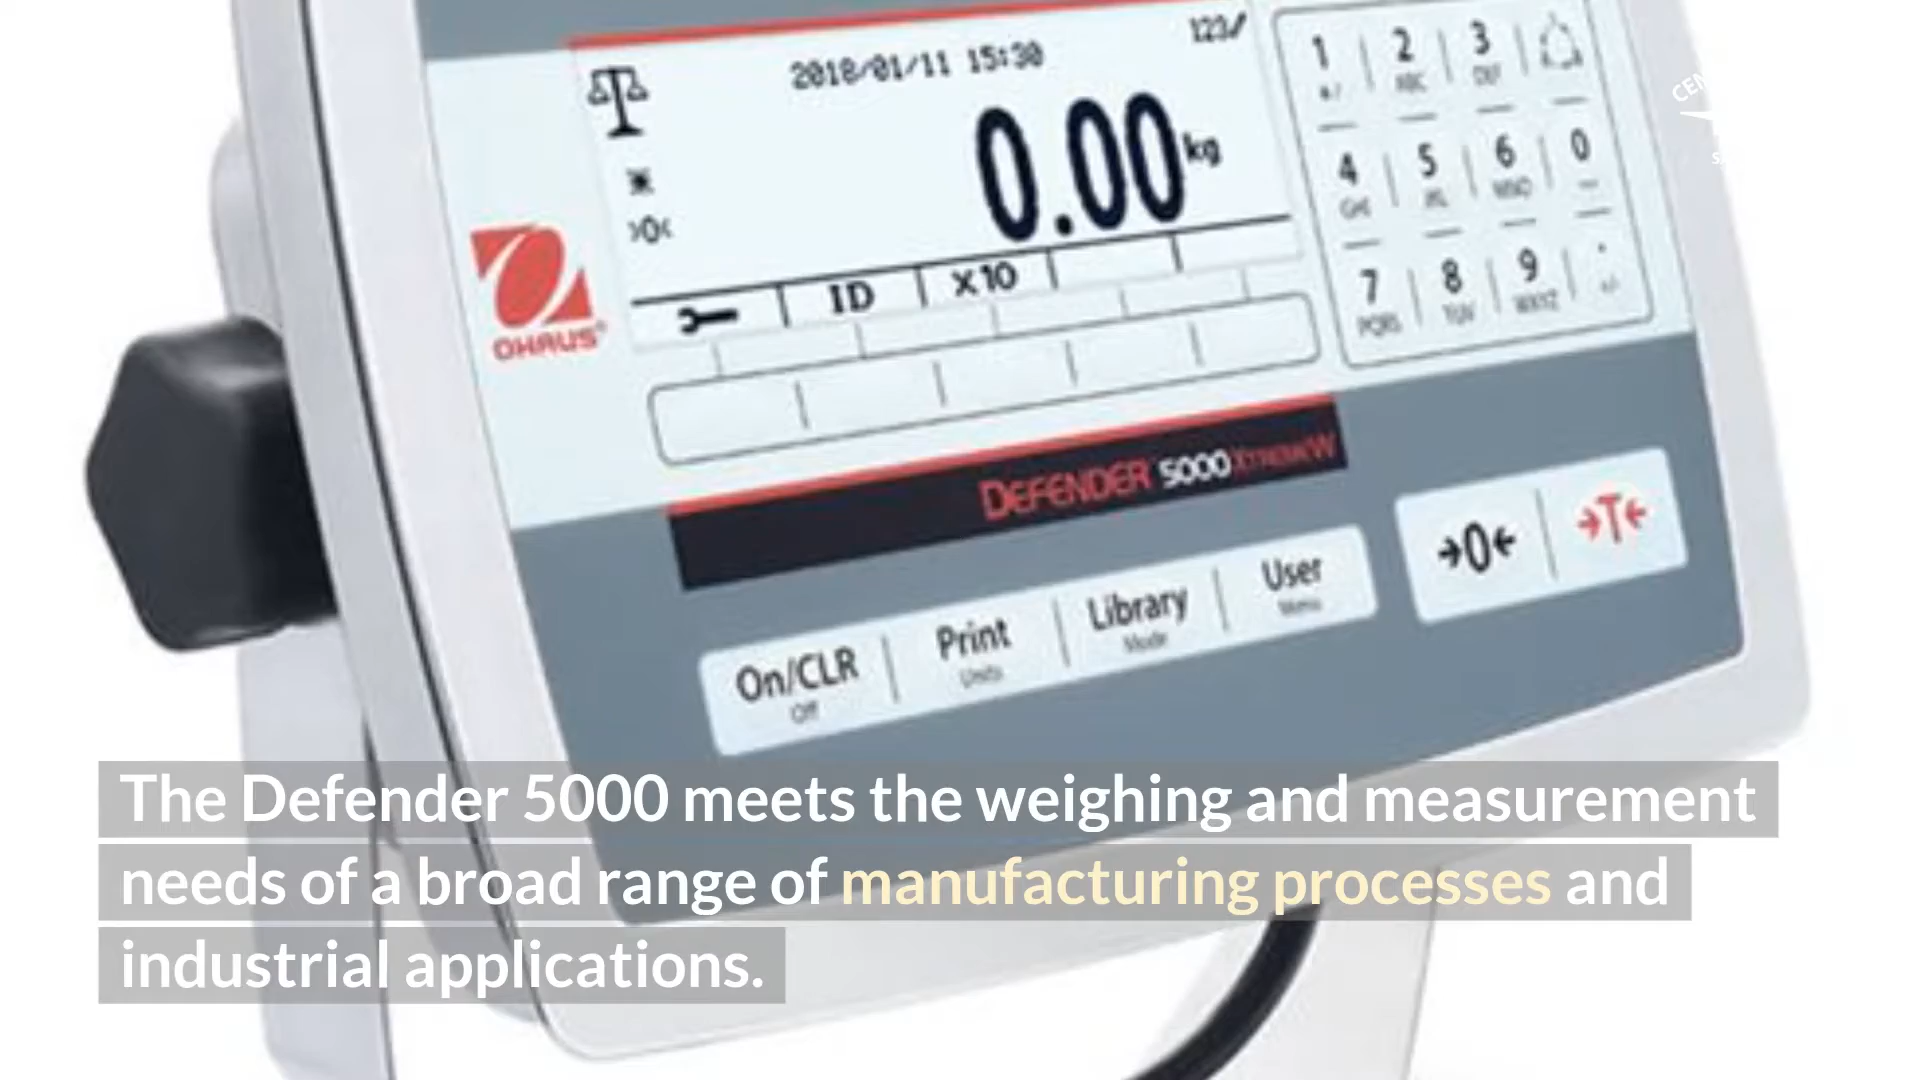 2018/01/11 15:30
123
0.00 kg
>0<
ID X10
OHAUS®
1 2 ABC 3 DEF
4 GHI 5 JKL 6 MNO 0
7 PQRS 8 TUV 9 WXYZ
DEFENDER 5000 XTREMEW
On/CLR Print Library User
Off Units Mode Menu
→0← →T←
CEN
The Defender 5000 meets the weighing and measurement
needs of a broad range of manufacturing processes and
industrial applications.